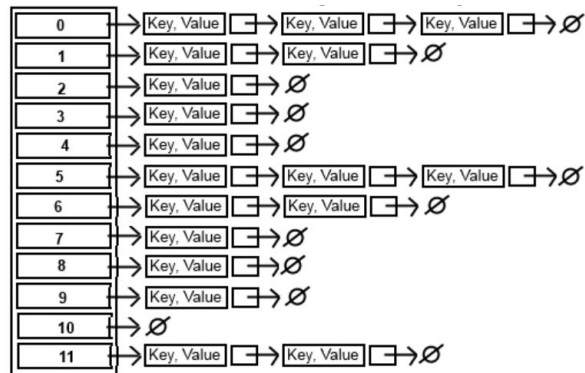 0 Key, Value Key, Value Key, Value ∅
1 Key, Value Key, Value ∅
2 Key, Value ∅
3 Key, Value ∅
4 Key, Value ∅
5 Key, Value Key, Value Key, Value ∅
6 Key, Value Key, Value ∅
7 Key, Value ∅
8 Key, Value ∅
9 Key, Value ∅
10 ∅
11 Key, Value Key, Value ∅